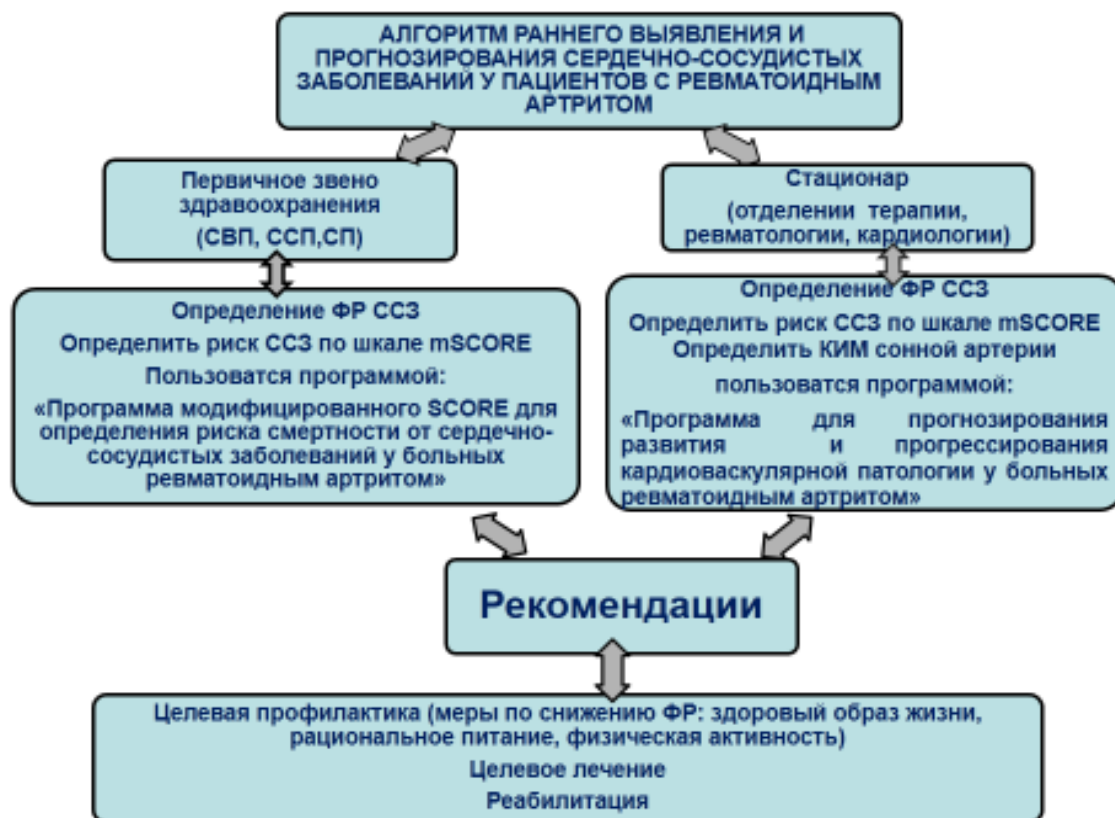 АЛГОРИТМ РАННЕГО ВЫЯВЛЕНИЯ И
ПРОГНОЗИРОВАНИЯ СЕРДЕЧНО-СОСУДИСТЫХ
ЗАБОЛЕВАНИЙ У ПАЦИЕНТОВ С РЕВМАТОИДНЫМ
АРТРИТОМ
Первичное звено
здравоохранения
(СВП, ССП,СП)
Стационар
(отделении терапии,
ревматологии, кардиологии)
Определение ФР ССЗ
Определить риск ССЗ по шкале mSCORE
Пользоватся программой:
«Программа модифицированного SCORE для
определения риска смертности от сердечно-
сосудистых заболеваний у больных
ревматоидным артритом»
Определение ФР ССЗ
Определить риск ССЗ по шкале mSCORE
Определить КИМ сонной артерии
пользоватся программой:
«Программа для прогнозирования
развития и прогрессирования
кардиоваскулярной патологии у больных
ревматоидным артритом»
Рекомендации
Целевая профилактика (меры по снижению ФР: здоровый образ жизни,
рациональное питание, физическая активность)
Целевое лечение
Реабилитация